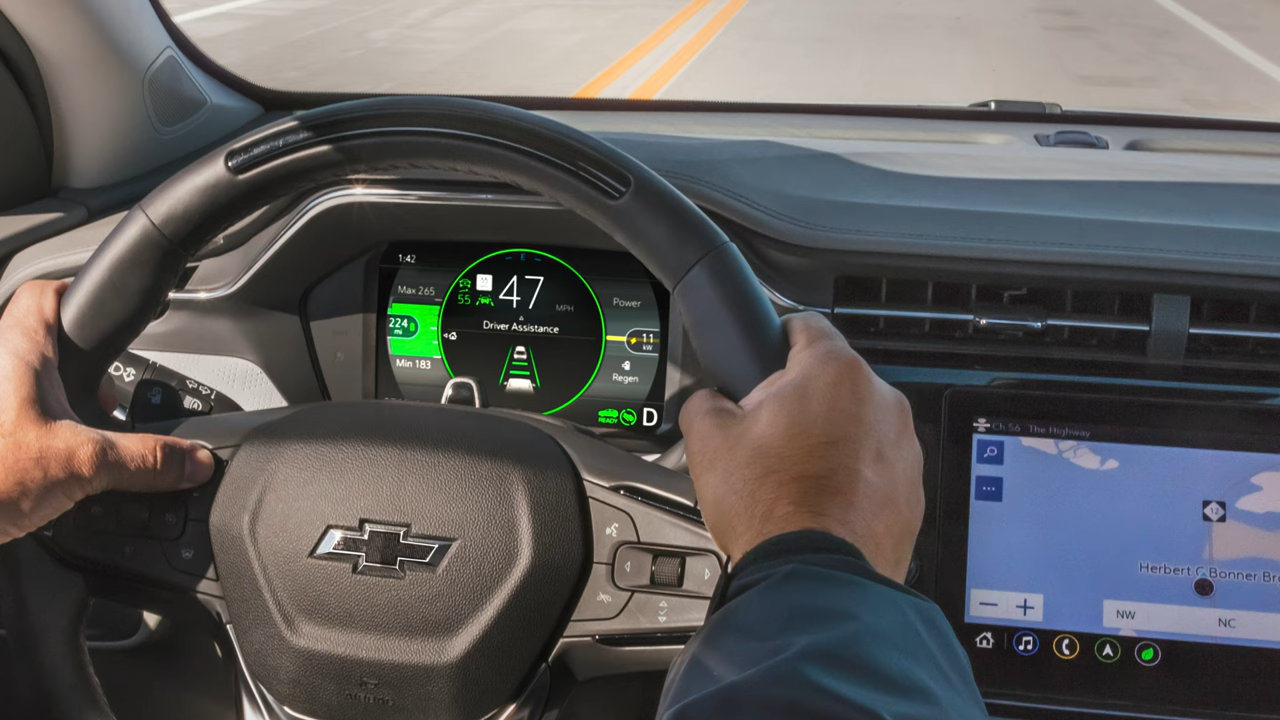 1:42
E
Max 265
55
47
MPH
Driver Assistance
224
mi
Min 183
Power
11
kW
Regen
READY
D
Ch 56 The Highway
12
Herbert C Bonner Br
NW
NC
AIRBAG